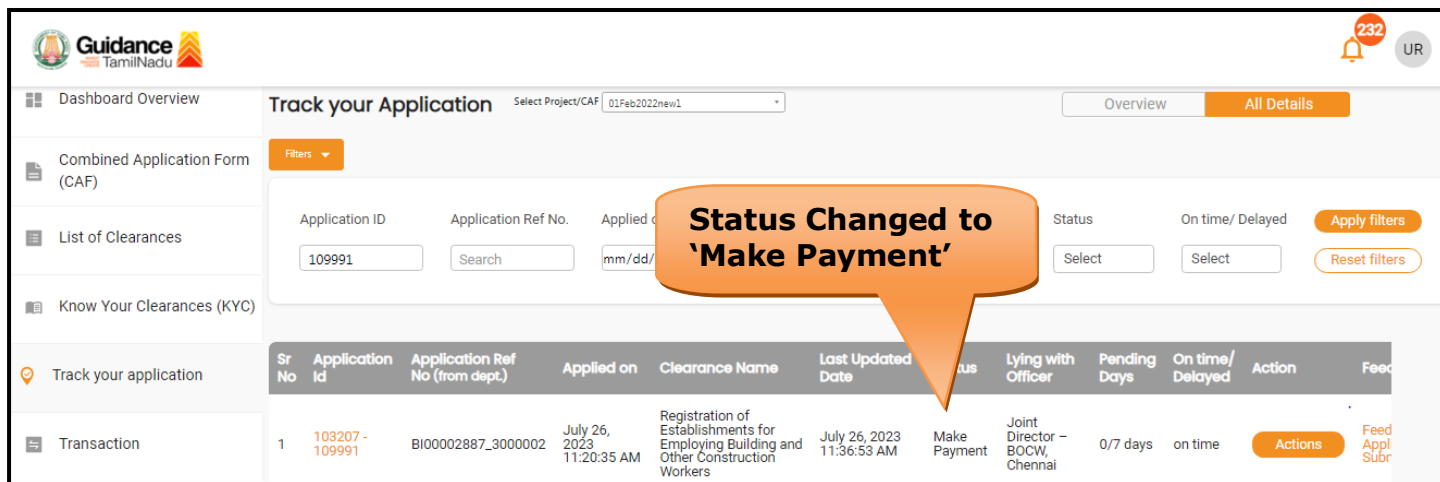 Guidance
TamilNadu
232
UR
Dashboard Overview
Track your Application
Select Project/CAF
01Feb2022new1
Overview
All Details
Combined Application Form
(CAF)
Filters
List of Clearances
Application ID
Application Ref No.
Applied
Status
On time/ Delayed
Apply filters
109991
Search
mm/dd/
Select
Select
Reset filters
Status Changed to
‘Make Payment’
Know Your Clearances (KYC)
Track your application
Sr
No
Application
Id
Application Ref
No (from dept.)
Applied on
Clearance Name
Last Updated
Date
Lying with
Officer
Pending
Days
On time/
Delayed
Action
Transaction
1
103207 -
109991
BI00002887_3000002
July 26,
2023
11:20:35 AM
Registration of
Establishments for
Employing Building and
Other Construction
Workers
July 26, 2023
11:36:53 AM
Make
Payment
Joint
Director –
BOCW,
Chennai
0/7 days
on time
Actions